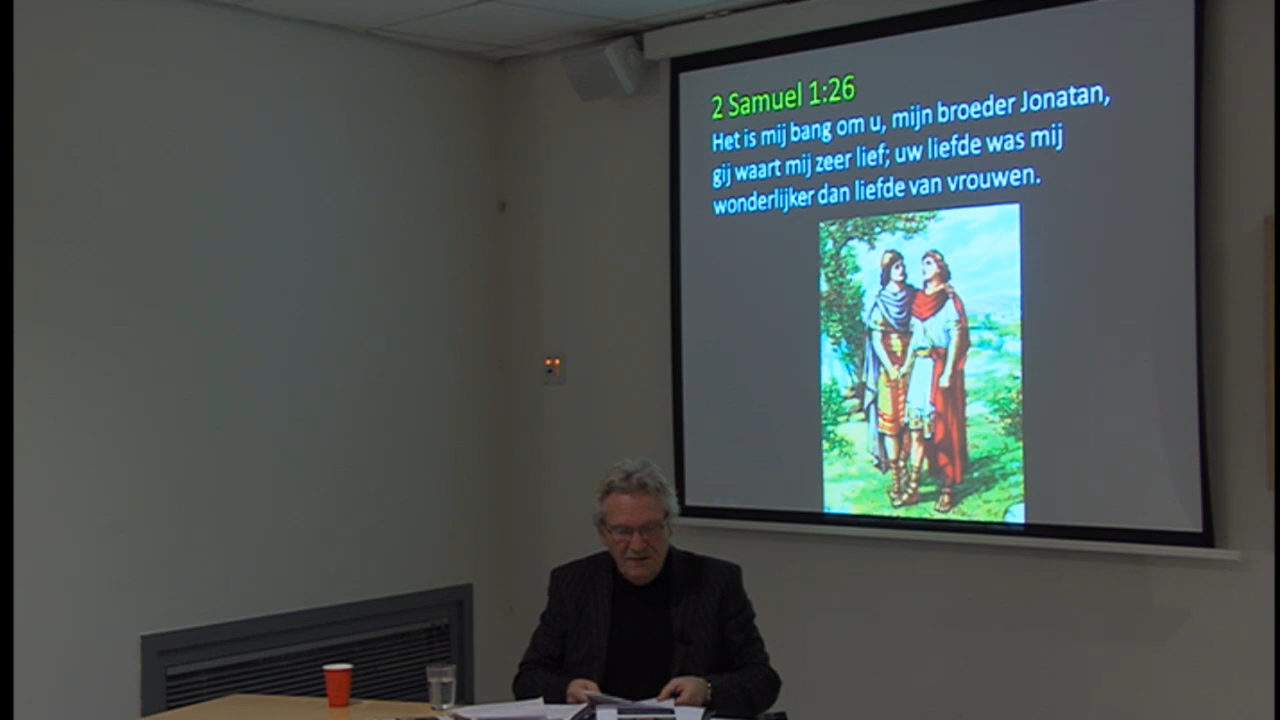 2 Samuel 1:26
Het is mij bang om u, mijn broeder Jonatan,
gij waart mij zeer lief; uw liefde was mij
wonderlijker dan liefde van vrouwen.